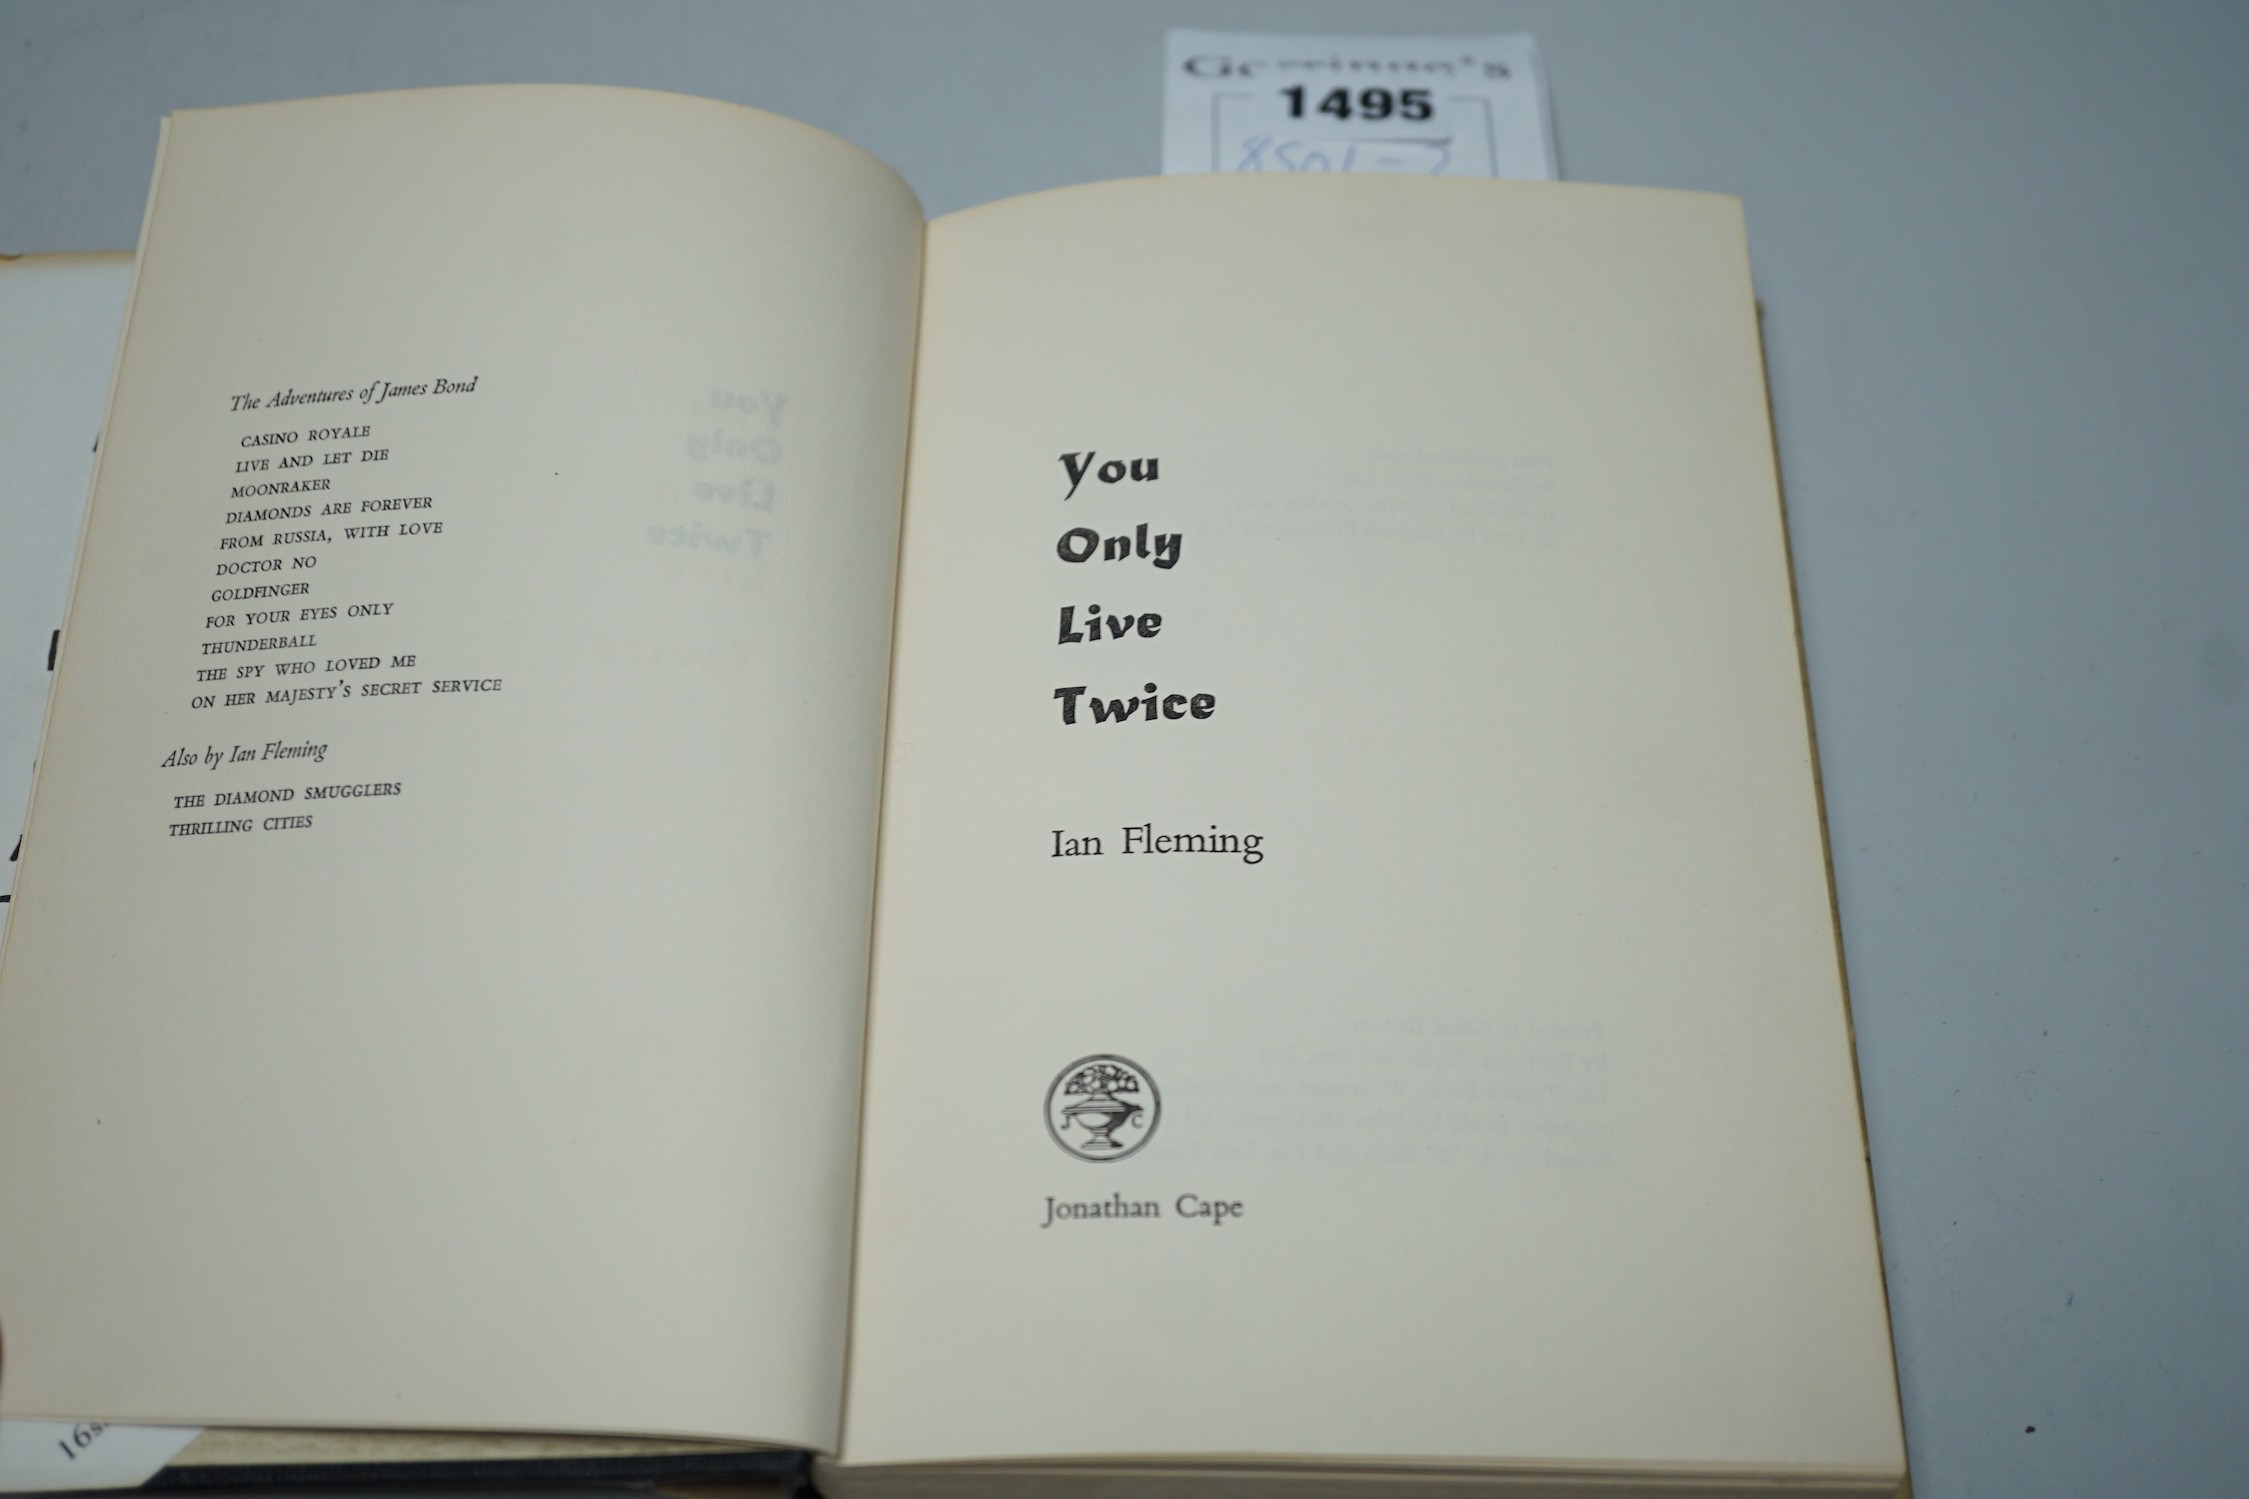 1495
The Adventures of James Bond
CASINO ROYALE
LIVE AND LET DIE
MOONRAKER
DIAMONDS ARE FOREVER
FROM RUSSIA, WITH LOVE
DOCTOR NO
GOLDFINGER
FOR YOUR EYES ONLY
THUNDERBALL
THE SPY WHO LOVED ME
ON HER MAJESTY'S SECRET SERVICE
Also by Ian Fleming
THE DIAMOND SMUGGLERS
THRILLING CITIES
You
Only
Live
Twice
Ian Fleming
J C
Jonathan Cape
16s.